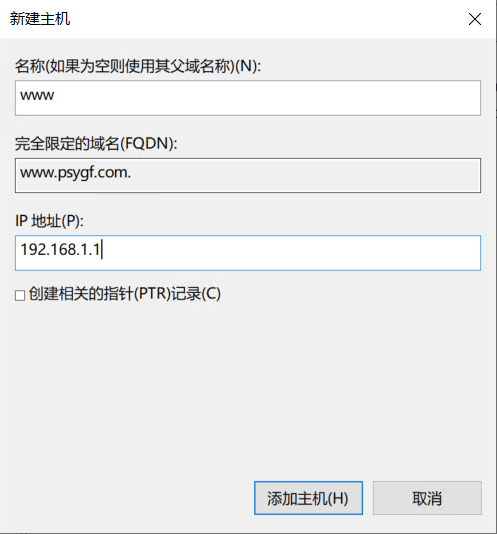 新建主机
名称(如果为空则使用其父域名称)(N):
www
完全限定的域名(FQDN):
www.psygf.com.
IP 地址(P):
192.168.1.1
创建相关的指针(PTR)记录(C)
添加主机(H)
取消